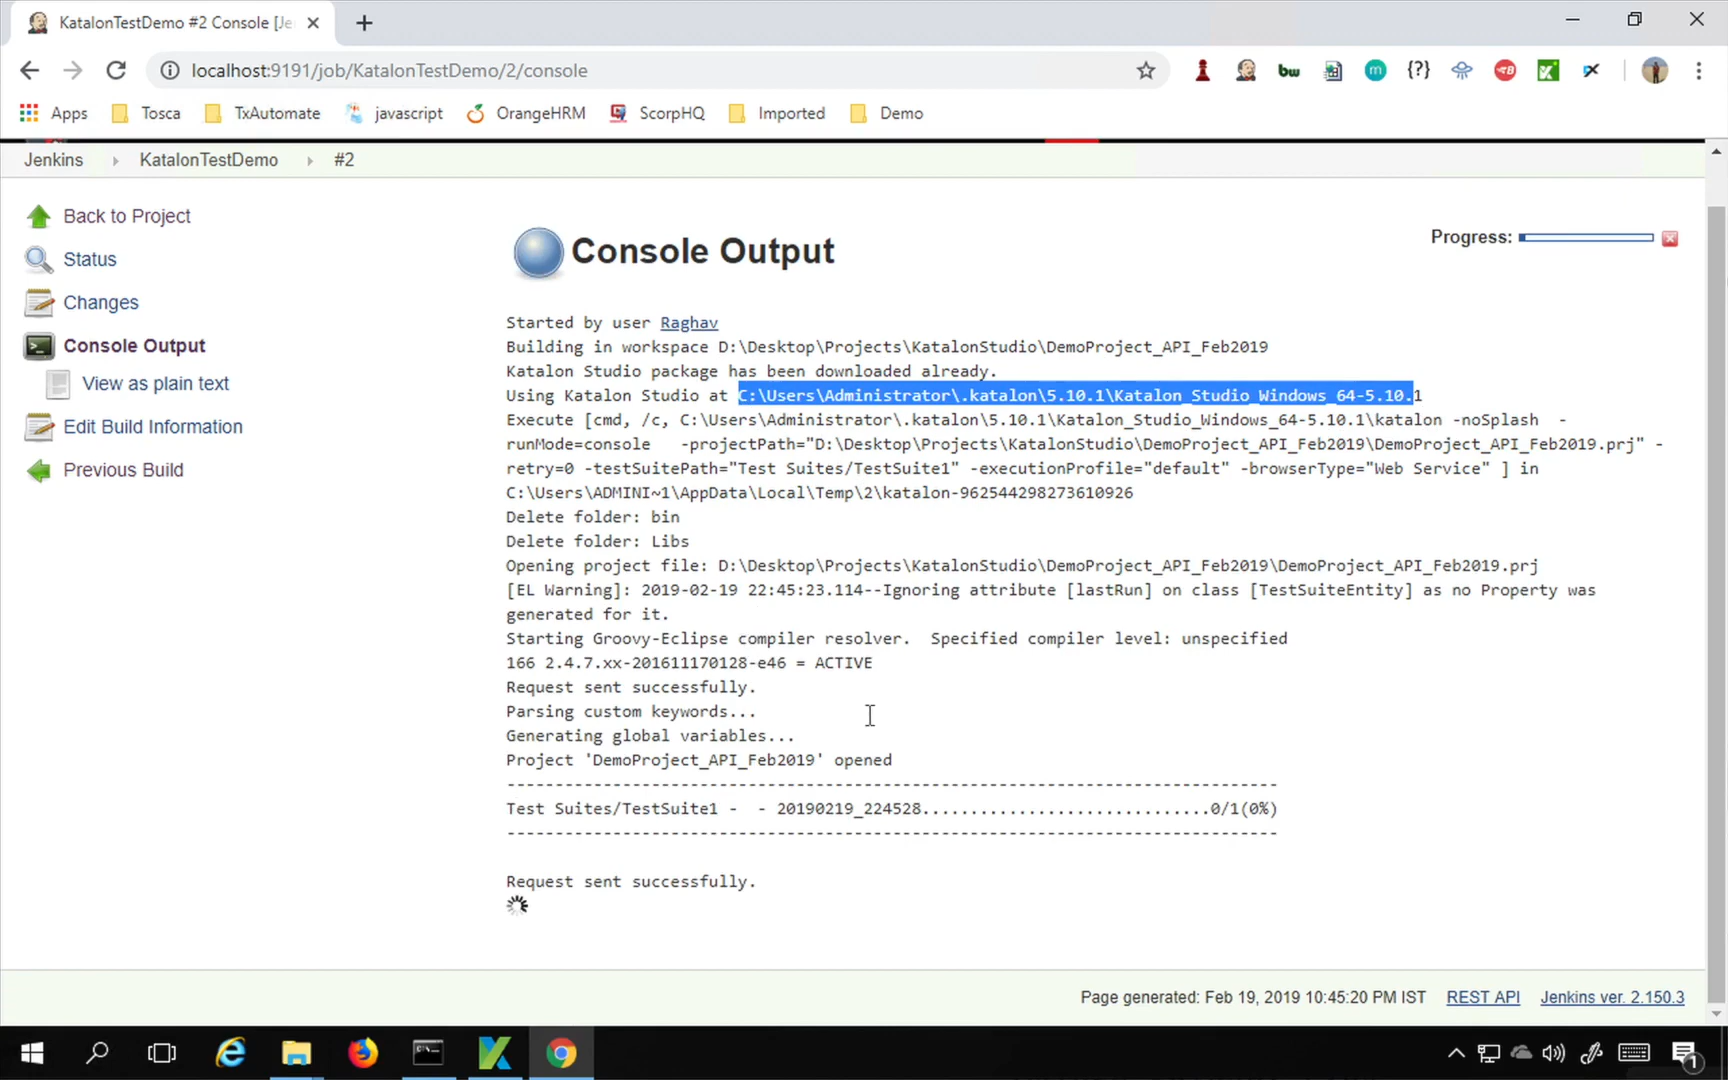 KatalonTestDemo #2 Console [Je
localhost:9191/job/KatalonTestDemo/2/console
bw
m
{?}
Apps
Tosca
TxAutomate
javascript
OrangeHRM
ScorpHQ
Imported
Demo
Jenkins
KatalonTestDemo
#2
Back to Project
Status
Changes
Console Output
View as plain text
Edit Build Information
Previous Build
Console Output
Progress:
Started by user Raghav
Building in workspace D:\Desktop\Projects\KatalonStudio\DemoProject_API_Feb2019
Katalon Studio package has been downloaded already.
Using Katalon Studio at C:\Users\Administrator\.katalon\5.10.1\Katalon_Studio_Windows_64-5.10.1
Execute [cmd, /c, C:\Users\Administrator\.katalon\5.10.1\Katalon_Studio_Windows_64-5.10.1\katalon -noSplash  -
runMode=console   -projectPath="D:\Desktop\Projects\KatalonStudio\DemoProject_API_Feb2019\DemoProject_API_Feb2019.prj" -
retry=0 -testSuitePath="Test Suites/TestSuite1" -executionProfile="default" -browserType="Web Service" ] in
C:\Users\ADMINI~1\AppData\Local\Temp\2\katalon-962544298273610926
Delete folder: bin
Delete folder: Libs
Opening project file: D:\Desktop\Projects\KatalonStudio\DemoProject_API_Feb2019\DemoProject_API_Feb2019.prj
[EL Warning]: 2019-02-19 22:45:23.114--Ignoring attribute [lastRun] on class [TestSuiteEntity] as no Property was
generated for it.
Starting Groovy-Eclipse compiler resolver.  Specified compiler level: unspecified
166 2.4.7.xx-201611170128-e46 = ACTIVE
Request sent successfully.
Parsing custom keywords...
Generating global variables...
Project 'DemoProject_API_Feb2019' opened
--------------------------------------------------------------------------------
Test Suites/TestSuite1 -  - 20190219_224528..............................0/1(0%)
--------------------------------------------------------------------------------
Request sent successfully.
Page generated: Feb 19, 2019 10:45:20 PM IST
REST API
Jenkins ver. 2.150.3
1